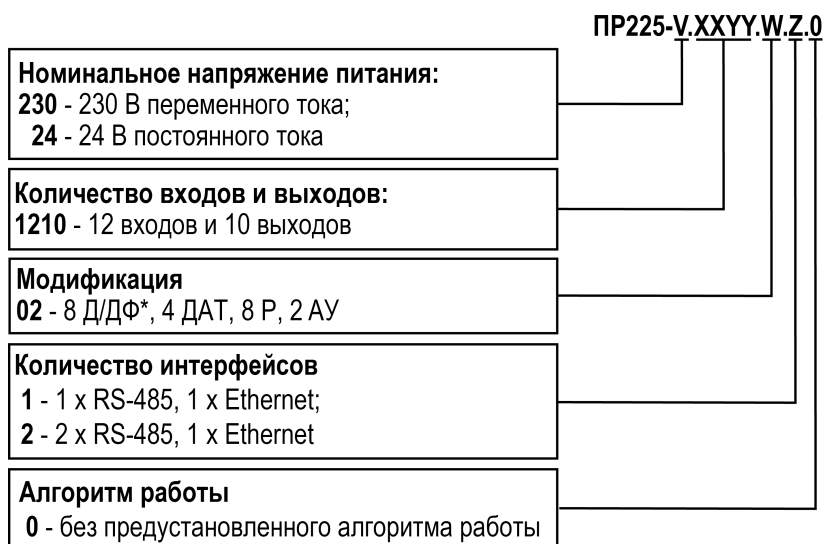 ПР225-V.XXYY.W.Z.0
Номинальное напряжение питания:
230 - 230 В переменного тока;
24 - 24 В постоянного тока
Количество входов и выходов:
1210 - 12 входов и 10 выходов
Модификация
02 - 8 Д/ДФ*, 4 ДАТ, 8 Р, 2 АУ
Количество интерфейсов
1 - 1 x RS-485, 1 x Ethernet;
2 - 2 x RS-485, 1 x Ethernet
Алгоритм работы
0 - без предустановленного алгоритма работы